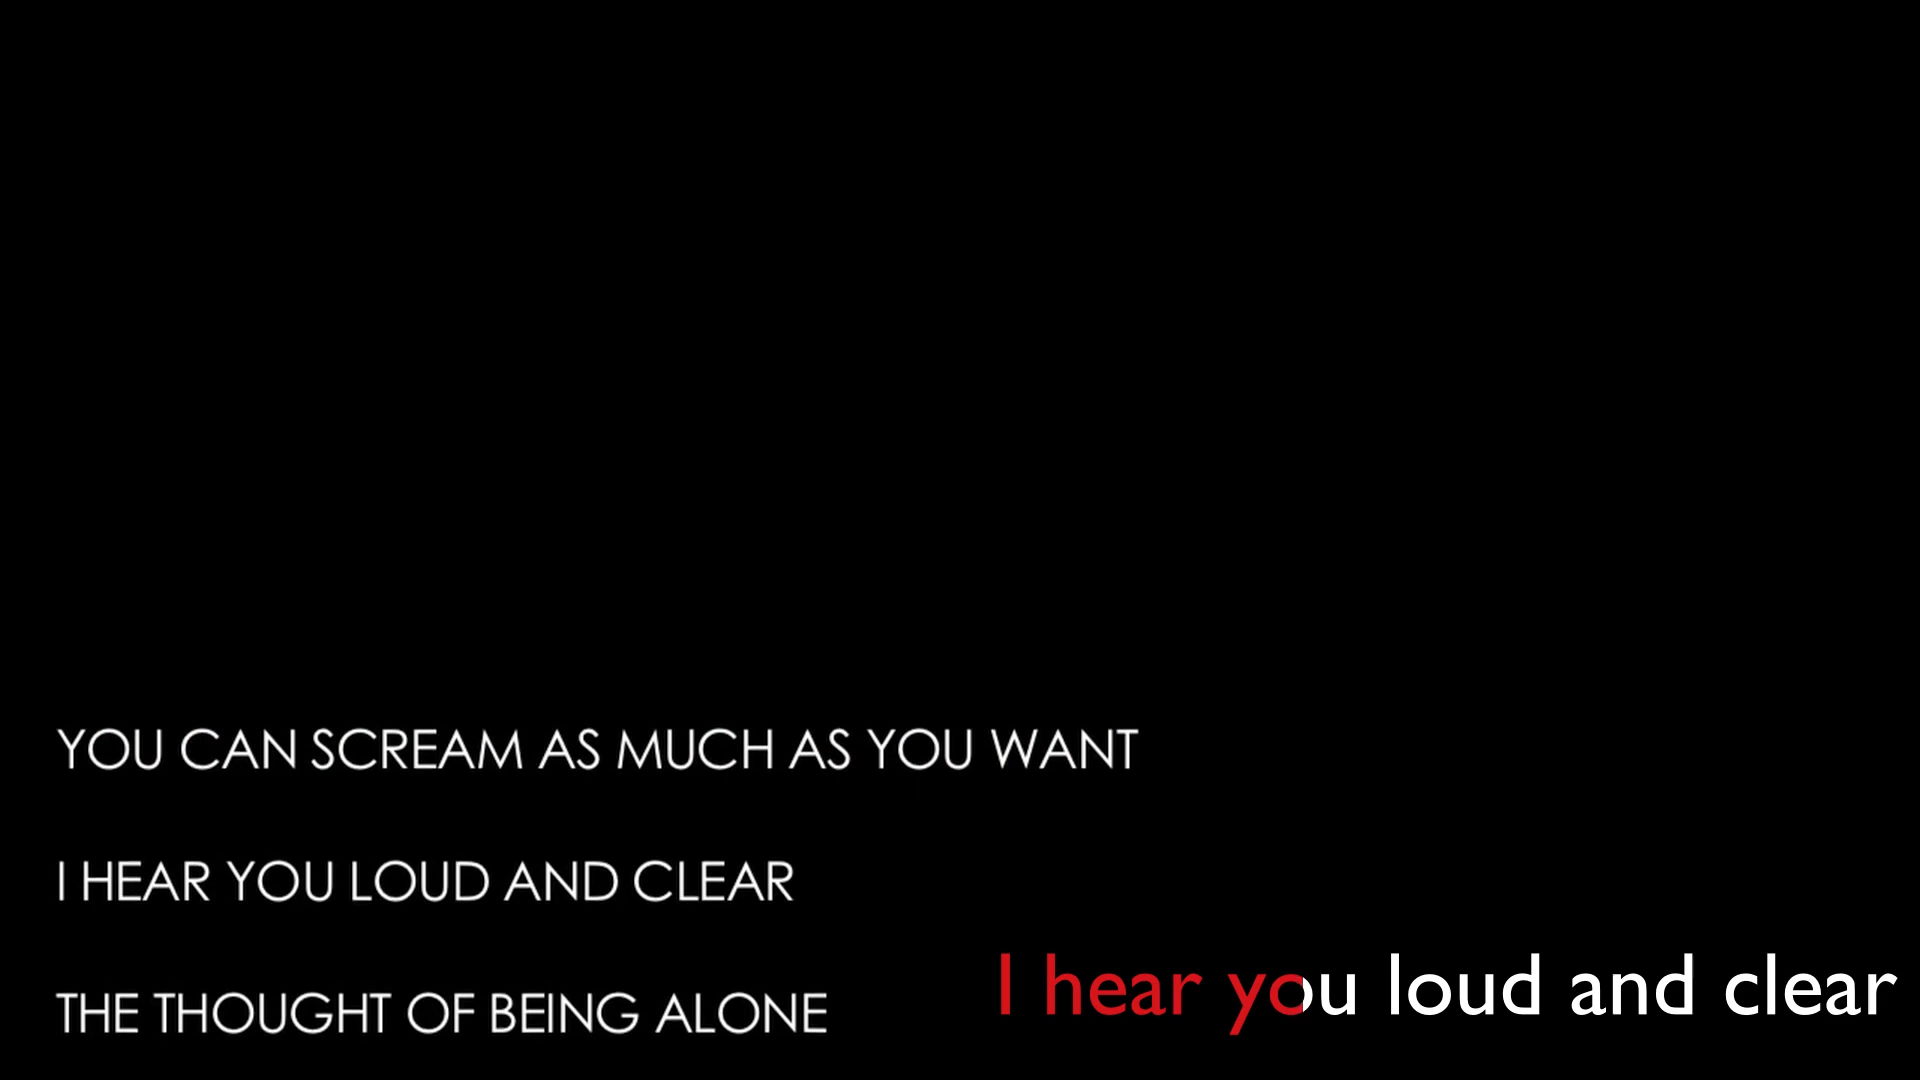 YOU CAN SCREAM AS MUCH AS YOU WANT
I HEAR YOU LOUD AND CLEAR
THE THOUGHT OF BEING ALONE
I hear you loud and clear